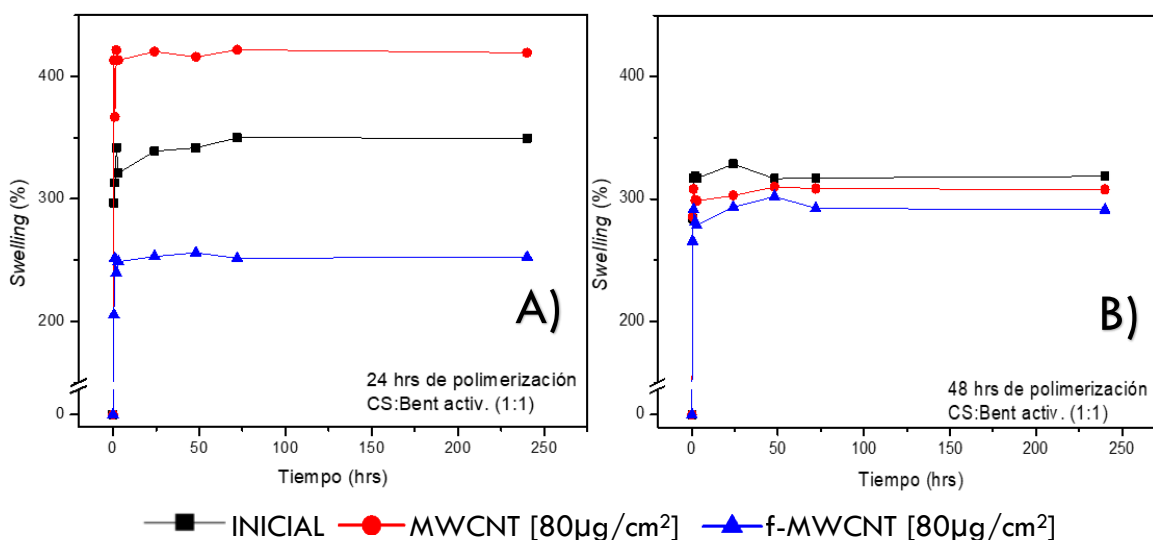 400
300
200
0
Swelling (%)
A)
24 hrs de polimerización
CS:Bent activ. (1:1)
0 50 100 150 200 250
Tiempo (hrs)
400
300
200
0
Swelling (%)
B)
48 hrs de polimerización
CS:Bent activ. (1:1)
0 50 100 150 200 250
Tiempo (hrs)
INICIAL MWCNT [80µg/cm²] f-MWCNT [80µg/cm²]